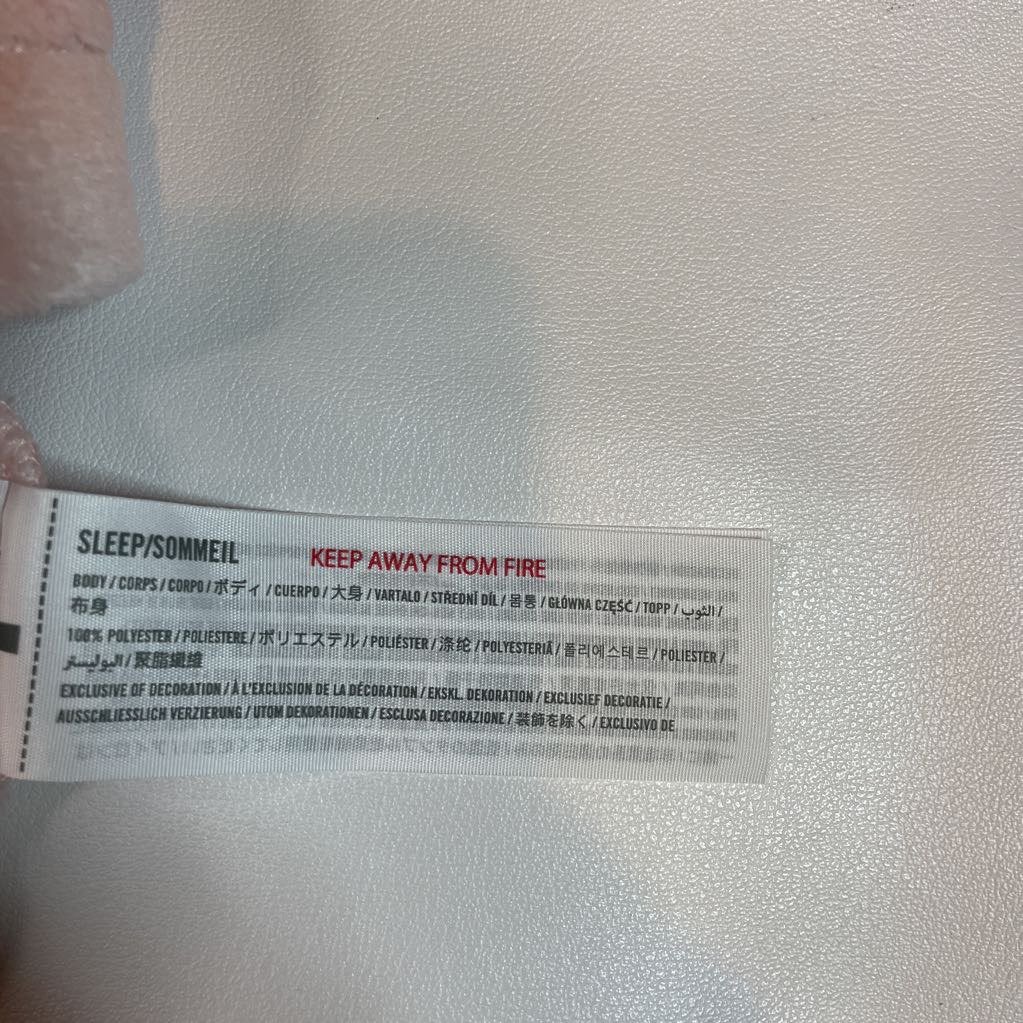 SLEEP/SOMMEIL KEEP AWAY FROM FIRE
BODY / CORPS / CORPO / ボディ / CUERPO / 大身 / VARTALO / STŘEDNÍ DÍL / 몸통 / GŁÓWNA CZĘŚĆ / TOPP / الثوب /
布身
100% POLYESTER / POLIESTERE / ポリエステル / POLIÉSTER / 涤纶 / POLYESTERIÄ / 폴리에스테르 / POLIESTER /
البوليستر / 聚脂纖維
EXCLUSIVE OF DECORATION / À L'EXCLUSION DE LA DÉCORATION / EKSKL. DEKORATION / EXCLUSIEF DECORATIE /
AUSSCHLIESSLICH VERZIERUNG / UTOM DEKORATIONEN / ESCLUSA DECORAZIONE / 装飾を除く / EXCLUSIVO DE